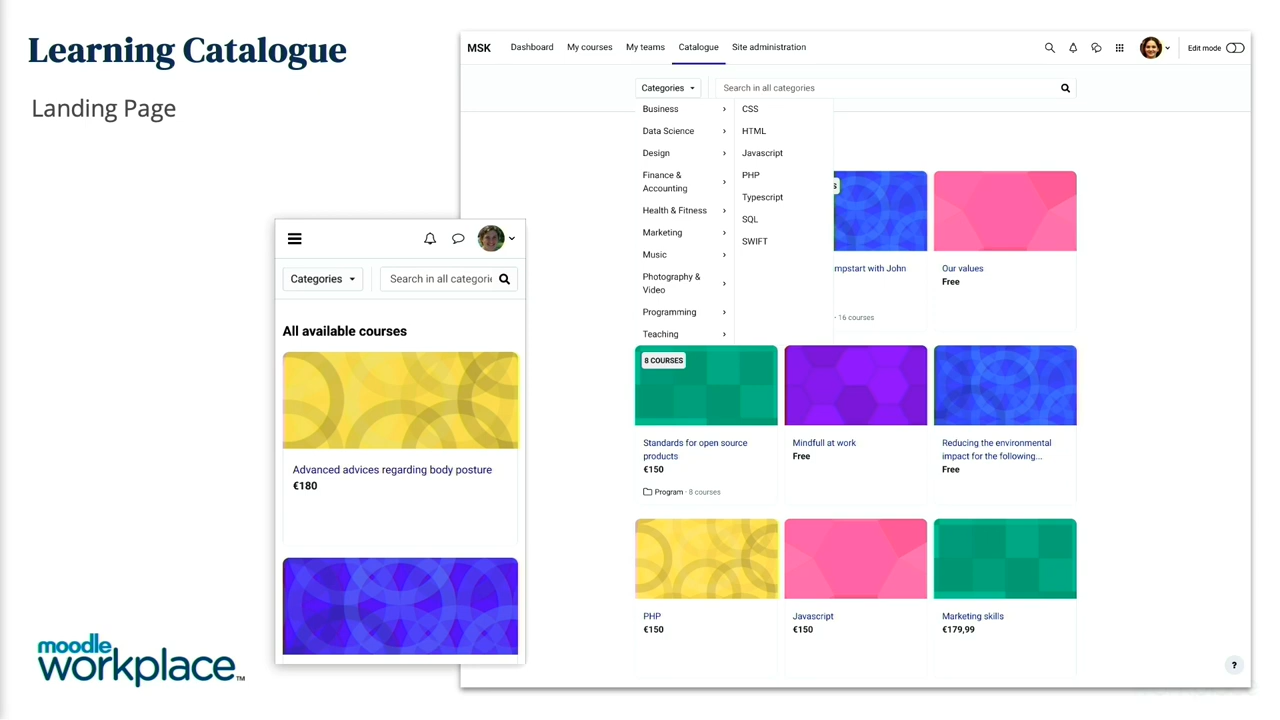 Learning Catalogue
Landing Page
MSK
Dashboard
My courses
My teams
Catalogue
Site administration
Edit mode
Categories
Search in all categories
Business
Data Science
Design
Finance &
Accounting
Health & Fitness
Marketing
Music
Photography &
Video
Programming
Teaching
CSS
HTML
Javascript
PHP
Typescript
SQL
SWIFT
with John
16 courses
Our values
Free
8 COURSES
Standards for open source
products
€150
Program · 8 courses
Mindfull at work
Free
Reducing the environmental
impact for the following...
Free
PHP
€150
Javascript
€150
Marketing skills
€179,99
?
Categories
Search in all categori
All available courses
Advanced advices regarding body posture
€180
moodle
workplace™